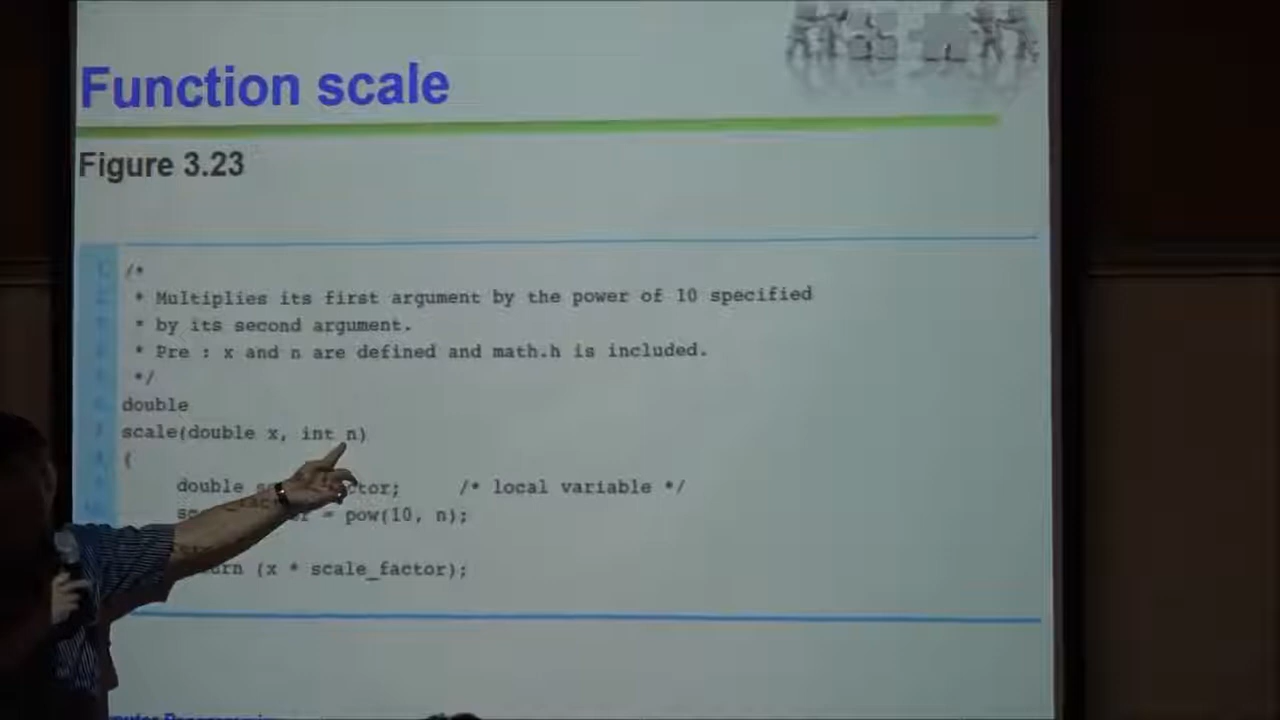 Function scale
Figure 3.23
/*
* Multiplies its first argument by the power of 10 specified
* by its second argument.
* Pre : x and n are defined and math.h is included.
*/
double
scale(double x, int n)
{
double ctor; /* local variable */
= pow(10, n);
(x * scale_factor);